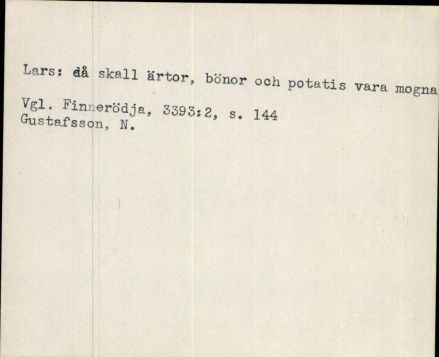 Lars: då skall ärtor, bönor och potatis vara mogna
Vgl. Finnerödja, 3393:2, s. 144
Gustafsson, N.